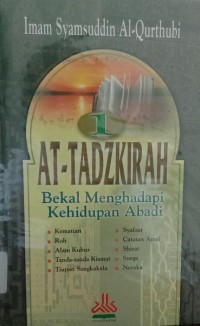 Imam Syamsuddin Al-Qurthubi
1
AT-TADZKIRAH
Bekal Menghadapi
Kehidupan Abadi
Kematian
Roh
Alam Kubur
Tanda-tanda Kiamat
Tiupan Sangkakala
Syafaat
Catatan Amal
Shirat
Surga
Neraka